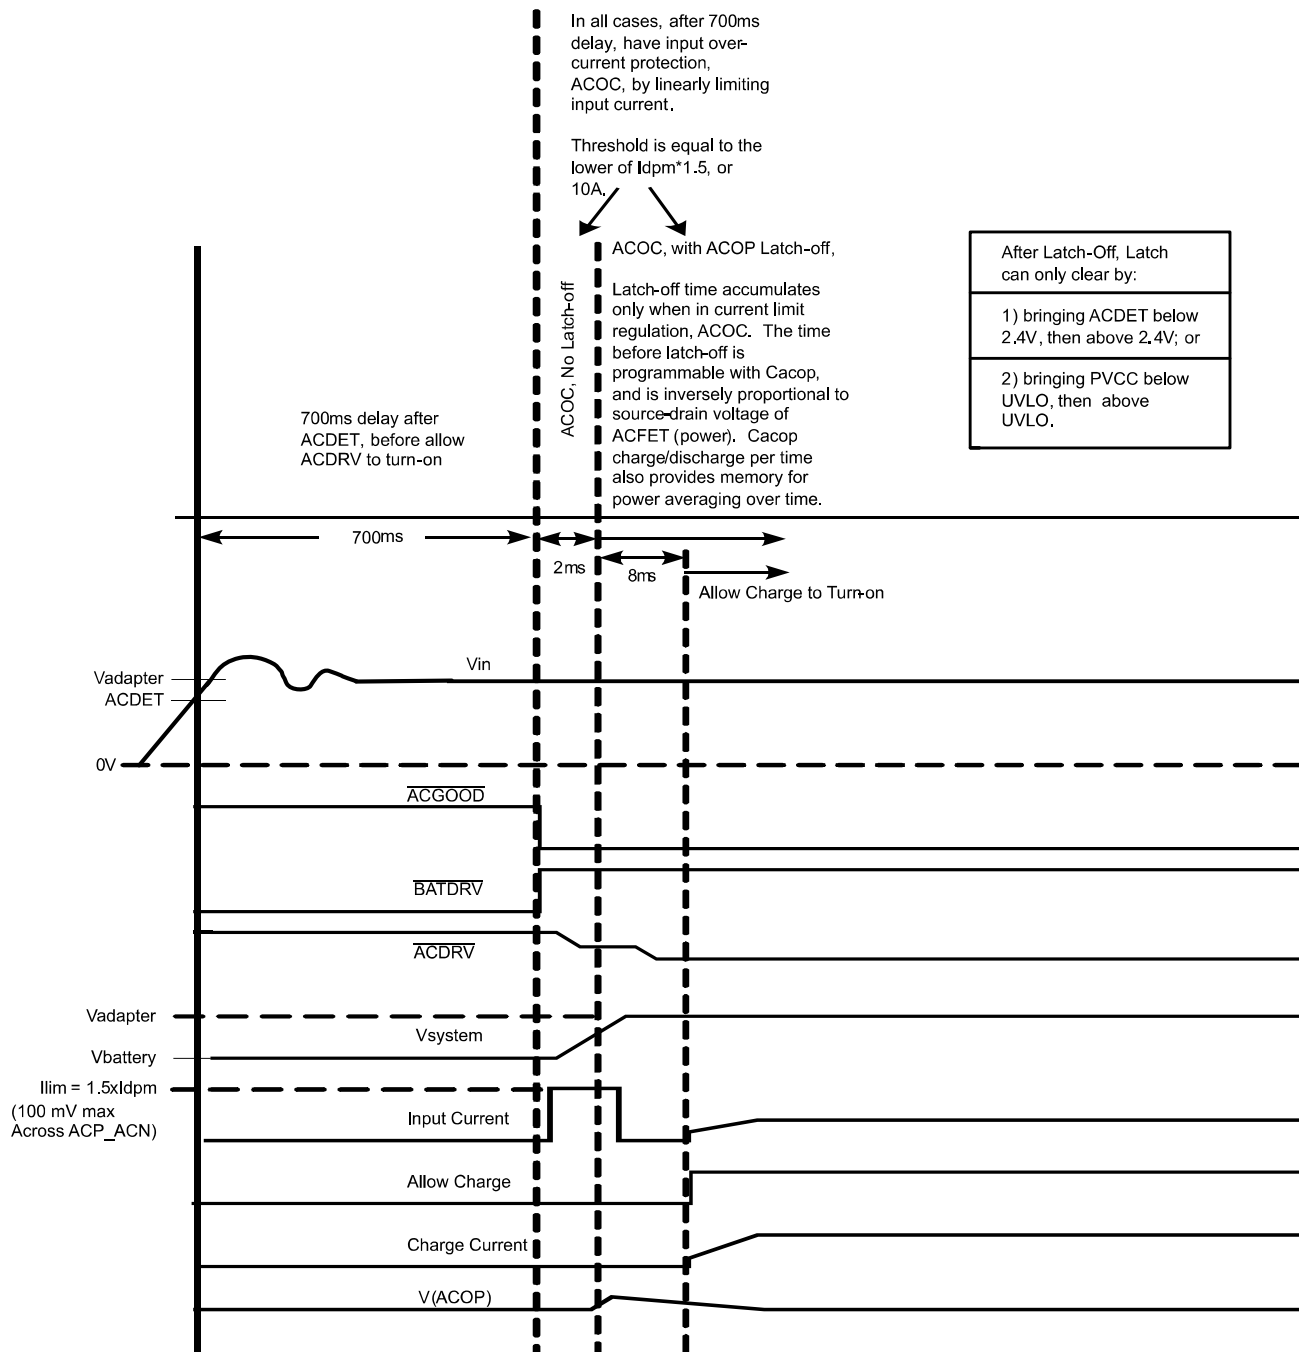 In all cases, after 700ms
delay, have input over-
current protection,
ACOC, by linearly limiting
input current.
Threshold is equal to the
lower of Idpm*1.5, or
10A.
ACOC, No Latch-off
ACOC, with ACOP Latch-off,
Latch-off time accumulates
only when in current limit
regulation, ACOC. The time
before latch-off is
programmable with Cacop,
and is inversely proportional to
source-drain voltage of
ACFET (power). Cacop
charge/discharge per time
also provides memory for
power averaging over time.
After Latch-Off, Latch
can only clear by:
1) bringing ACDET below
2.4V, then above 2.4V; or
2) bringing PVCC below
UVLO, then above
UVLO.
700ms delay after
ACDET, before allow
ACDRV to turn-on
700ms
2ms
8ms
Allow Charge to Turn-on
Vin
Vadapter
ACDET
0V
ACGOOD
BATDRV
ACDRV
Vadapter
Vsystem
Vbattery
Ilim = 1.5xIdpm
(100 mV max
Across ACP_ACN)
Input Current
Allow Charge
Charge Current
V(ACOP)